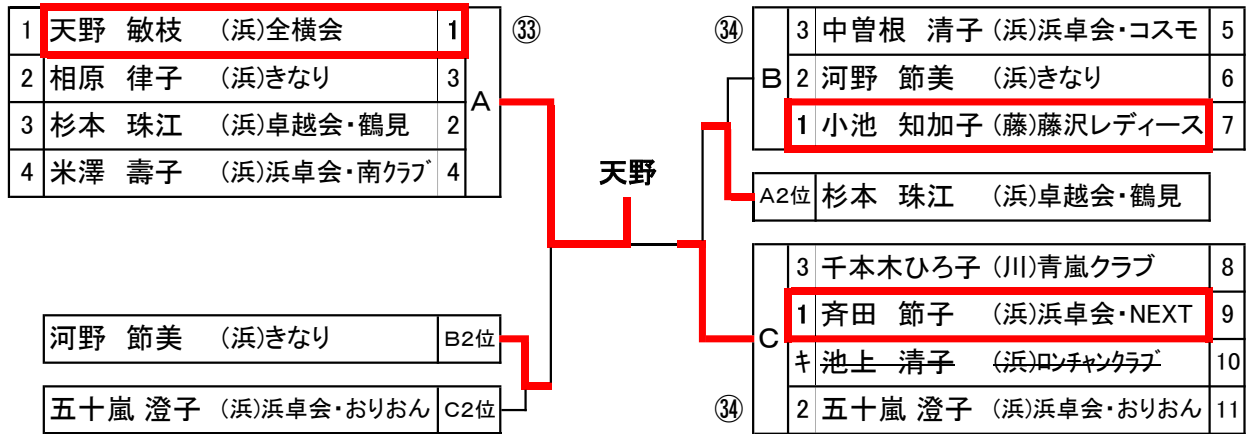 1 天野 敏枝 (浜)全横会 1
2 相原 律子 (浜)きなり 3
3 杉本 珠江 (浜)卓越会・鶴見 2
4 米澤 壽子 (浜)浜卓会・南クラブ 4
A
㉝
天野
河野 節美 (浜)きなり B2位
五十嵐 澄子 (浜)浜卓会・おりおん C2位
㉞
B
3 中曽根 清子 (浜)浜卓会・コスモ 5
2 河野 節美 (浜)きなり 6
1 小池 知加子 (藤)藤沢レディース 7
A2位 杉本 珠江 (浜)卓越会・鶴見
C
3 千本木ひろ子 (川)青嵐クラブ 8
1 斉田 節子 (浜)浜卓会・NEXT 9
キ 池上 清子 (浜)ロンチャンクラブ 10
2 五十嵐 澄子 (浜)浜卓会・おりおん 11
㉞